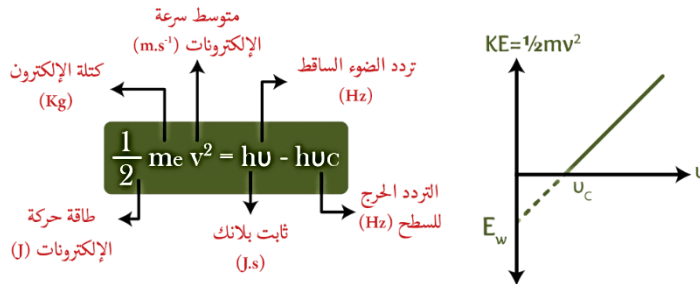 متوسط سرعة
الإلكترونات (m.s⁻¹)
كتلة الإلكترون
(Kg)
تردد الضوء الساقط
(Hz)
½ me v² = hυ - hυc
طاقة حركة
الإلكترونات (J)
ثابت بلانك
(J.s)
التردد الحرج
للسطح (Hz)
KE=½mv²
υ
υc
Ew